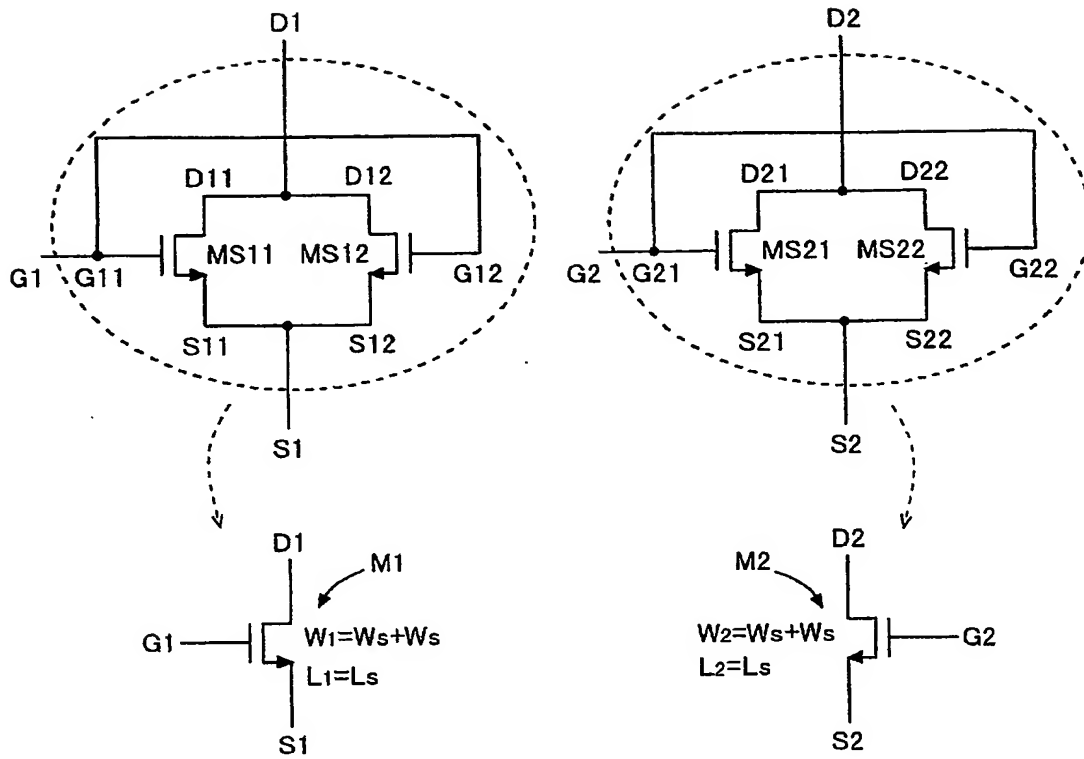 D1
D2
D11 D12
D21 D22
MS11 MS12
MS21 MS22
G1 G11 G12
G2 G21 G22
S11 S12
S21 S22
S1
S2
D1
D2
M1
M2
G1
W1=Ws+Ws
L1=Ls
W2=Ws+Ws
L2=Ls
G2
S1
S2